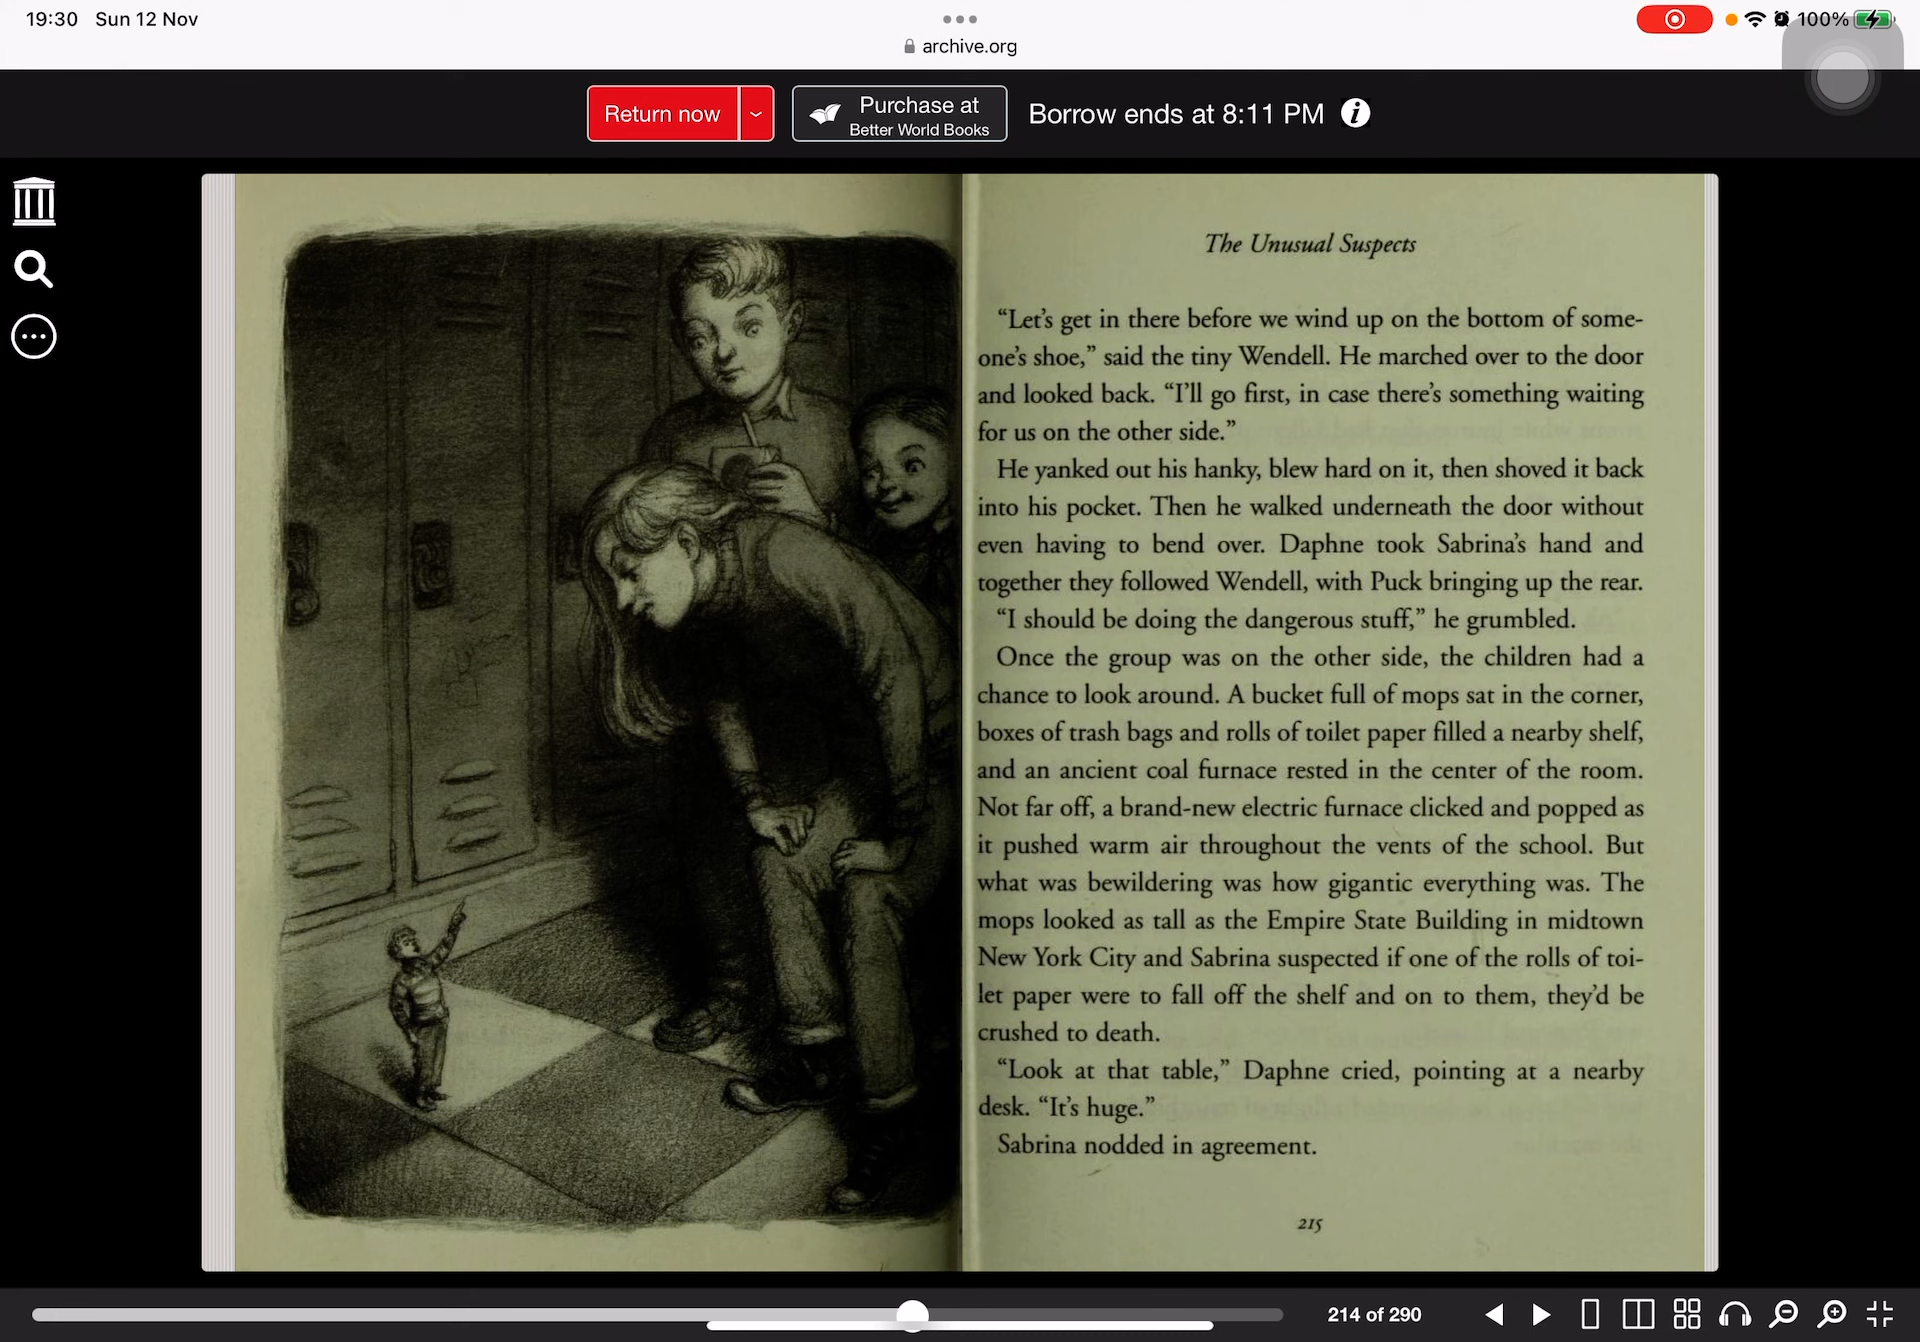 19:30 Sun 12 Nov
100%
archive.org
Return now
Purchase at
Better World Books
Borrow ends at 8:11 PM
The Unusual Suspects
“Let’s get in there before we wind up on the bottom of some-
one’s shoe,” said the tiny Wendell. He marched over to the door
and looked back. “I’ll go first, in case there’s something waiting
for us on the other side.”
He yanked out his hanky, blew hard on it, then shoved it back
into his pocket. Then he walked underneath the door without
even having to bend over. Daphne took Sabrina’s hand and
together they followed Wendell, with Puck bringing up the rear.
“I should be doing the dangerous stuff,” he grumbled.
Once the group was on the other side, the children had a
chance to look around. A bucket full of mops sat in the corner,
boxes of trash bags and rolls of toilet paper filled a nearby shelf,
and an ancient coal furnace rested in the center of the room.
Not far off, a brand-new electric furnace clicked and popped as
it pushed warm air throughout the vents of the school. But
what was bewildering was how gigantic everything was. The
mops looked as tall as the Empire State Building in midtown
New York City and Sabrina suspected if one of the rolls of toi-
let paper were to fall off the shelf and on to them, they’d be
crushed to death.
“Look at that table,” Daphne cried, pointing at a nearby
desk. “It’s huge.”
Sabrina nodded in agreement.
215
214 of 290